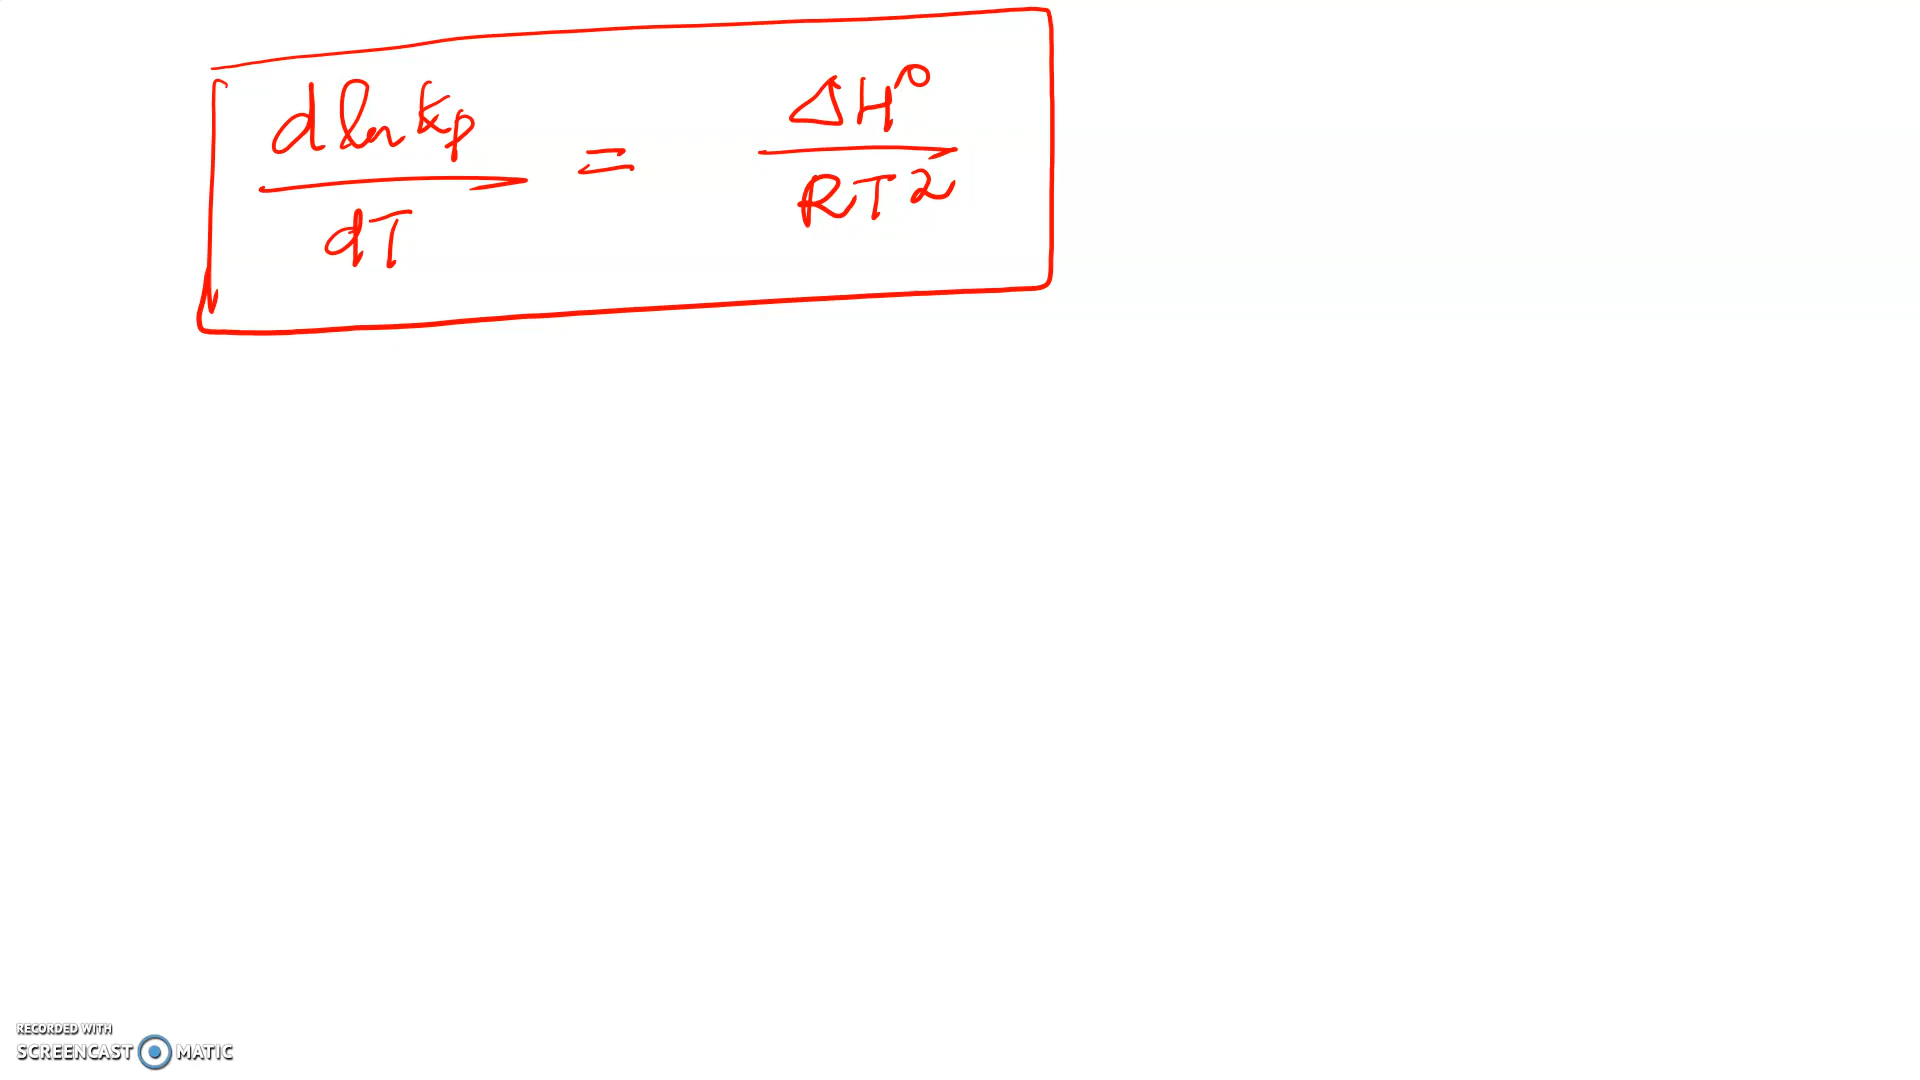 d ln Kp / dT = ΔH° / RT²
RECORDED WITH
SCREENCAST MATIC